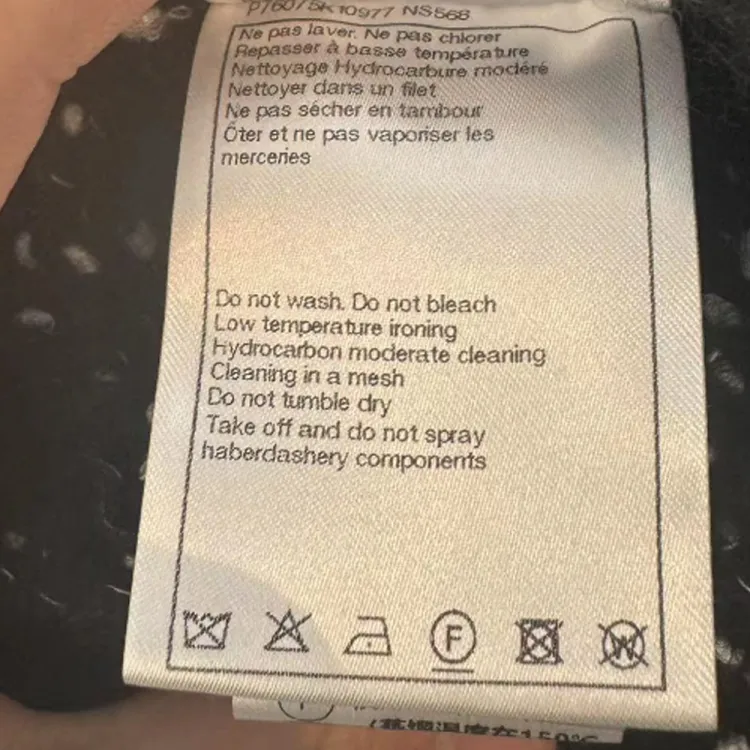 P76075K10977 NS568
Ne pas laver. Ne pas chlorer
Repasser à basse température
Nettoyage Hydrocarbure modéré
Nettoyer dans un filet
Ne pas sécher en tambour
Ôter et ne pas vaporiser les
merceries
Do not wash. Do not bleach
Low temperature ironing
Hydrocarbon moderate cleaning
Cleaning in a mesh
Do not tumble dry
Take off and do not spray
haberdashery components
F
W